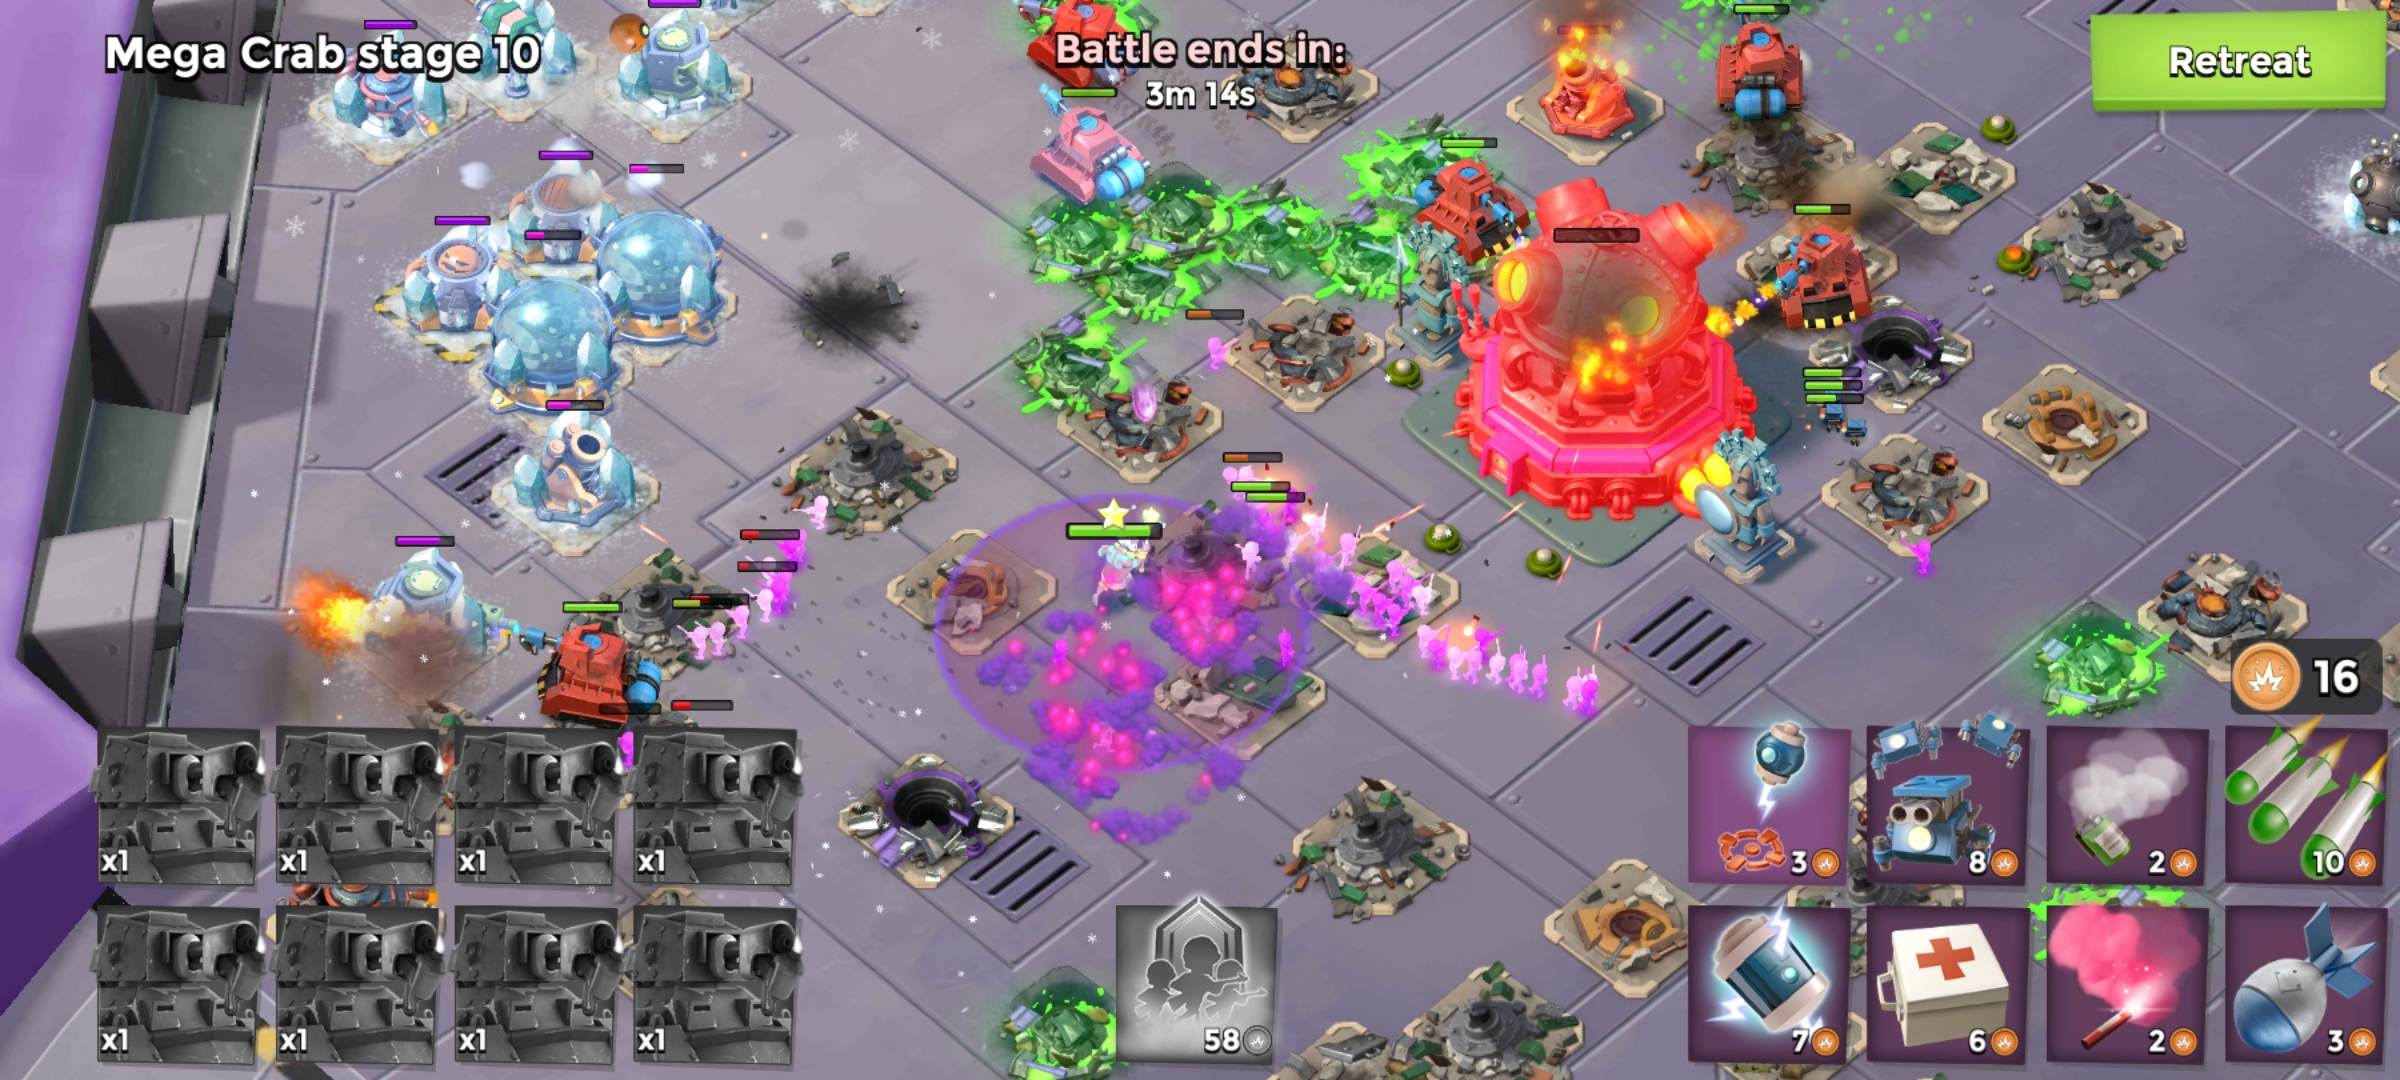 Mega Crab stage 10
Battle ends in:
3m 14s
Retreat
16
x1
x1
x1
x1
3
8
2
10
x1
x1
x1
x1
58
7
6
2
3